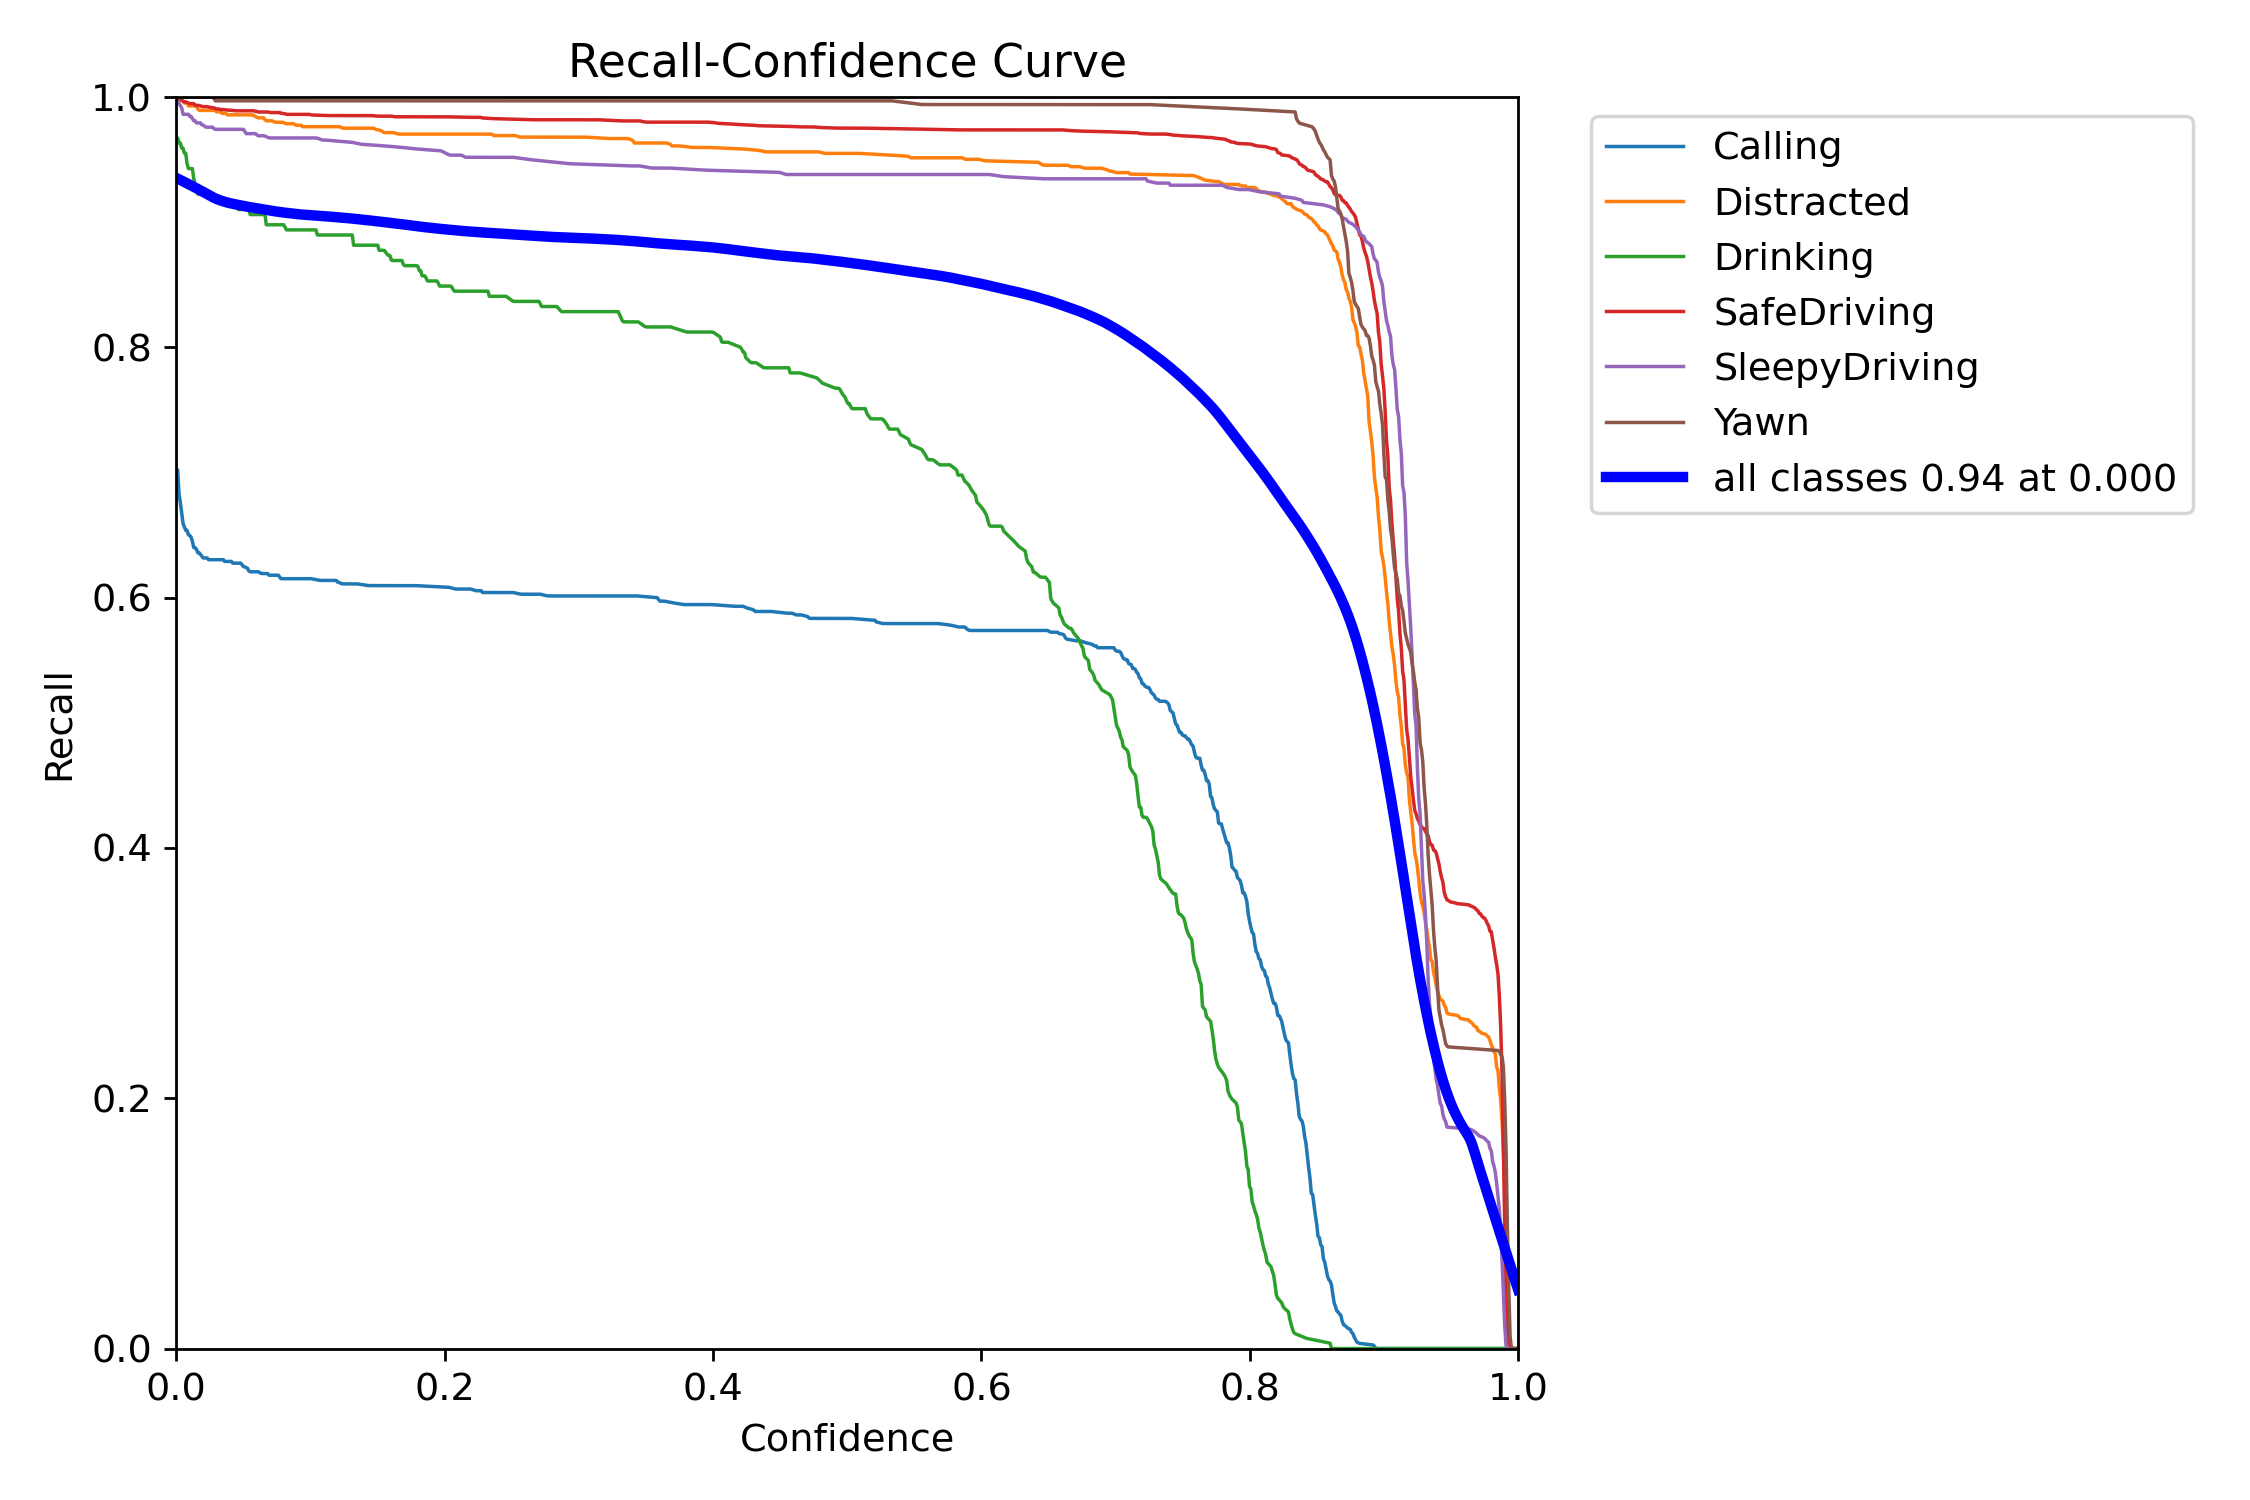 Recall-Confidence Curve
1.0
0.8
0.6
0.4
0.2
0.0
Recall
0.0 0.2 0.4 0.6 0.8 1.0
Confidence
Calling
Distracted
Drinking
SafeDriving
SleepyDriving
Yawn
all classes 0.94 at 0.000